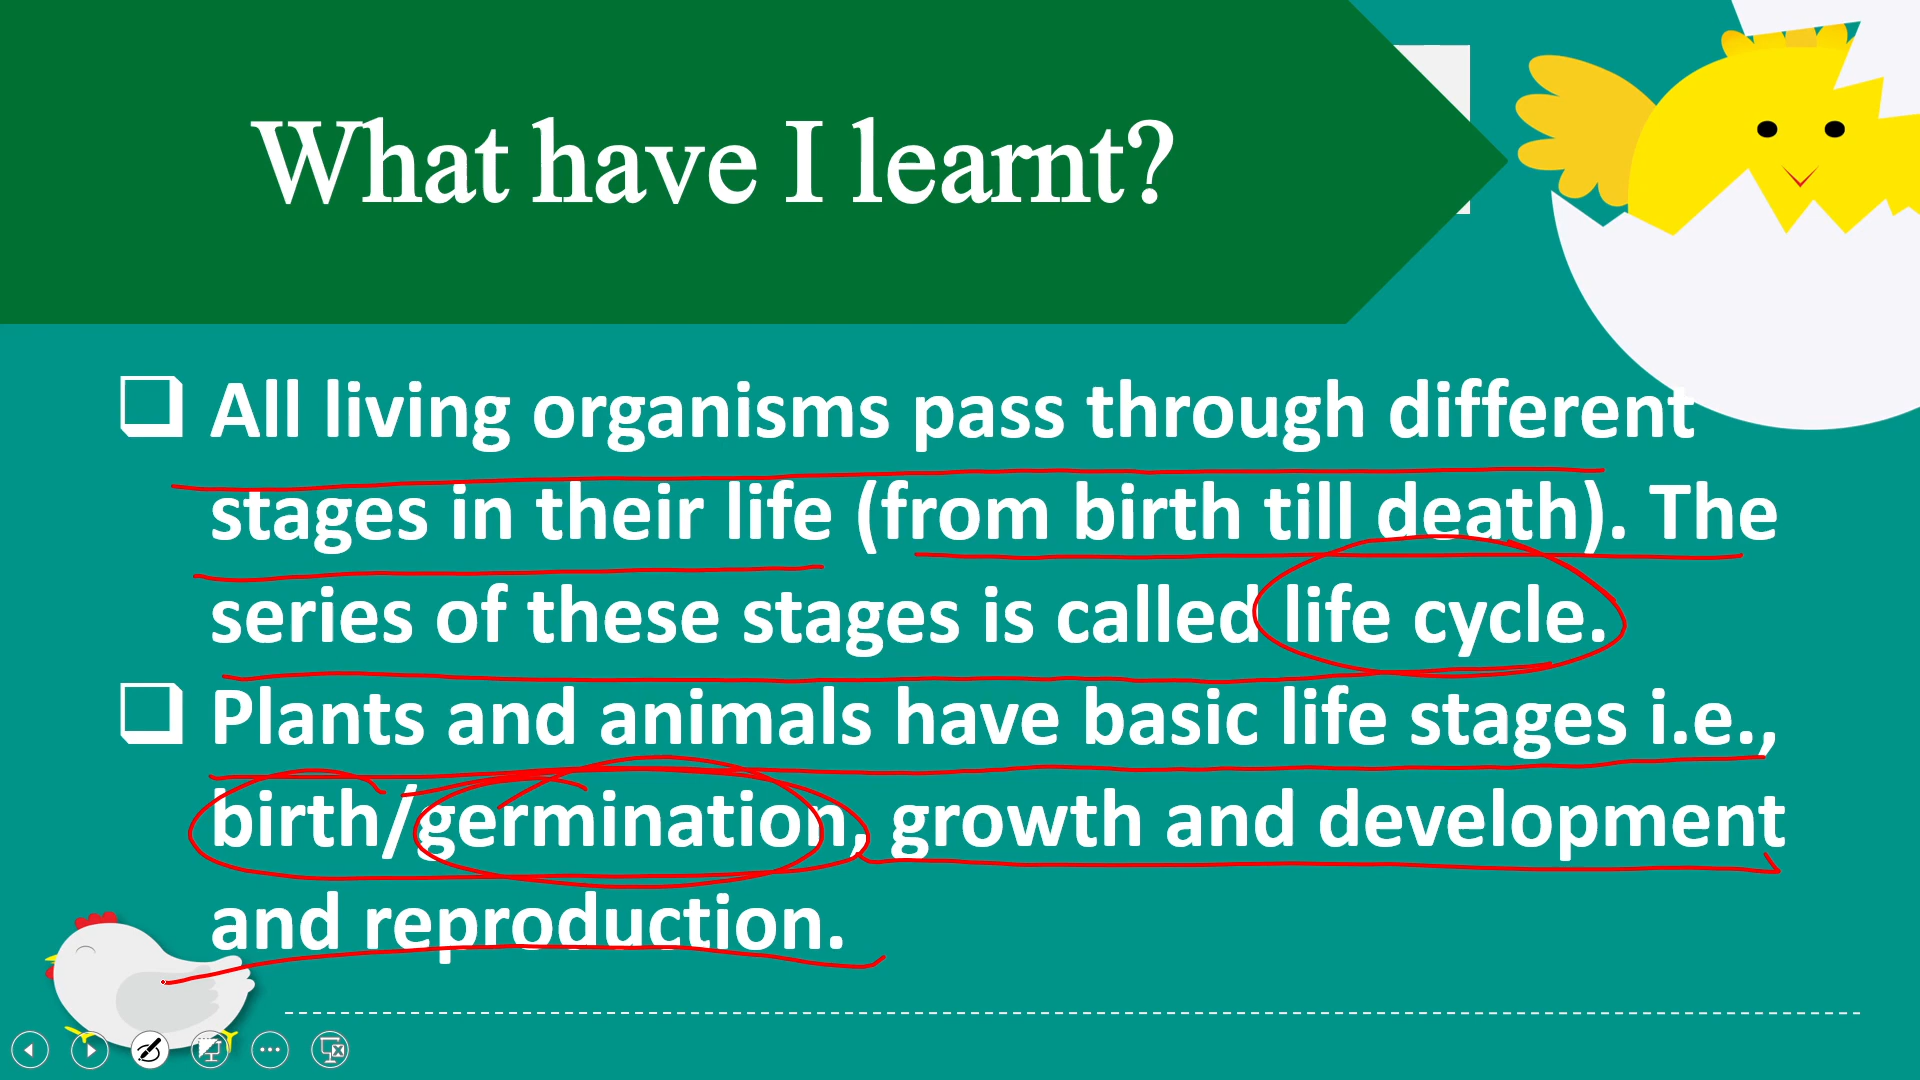 What have I learnt?
All living organisms pass through different
stages in their life (from birth till death). The
series of these stages is called life cycle.
Plants and animals have basic life stages i.e.,
birth/germination, growth and development
and reproduction.